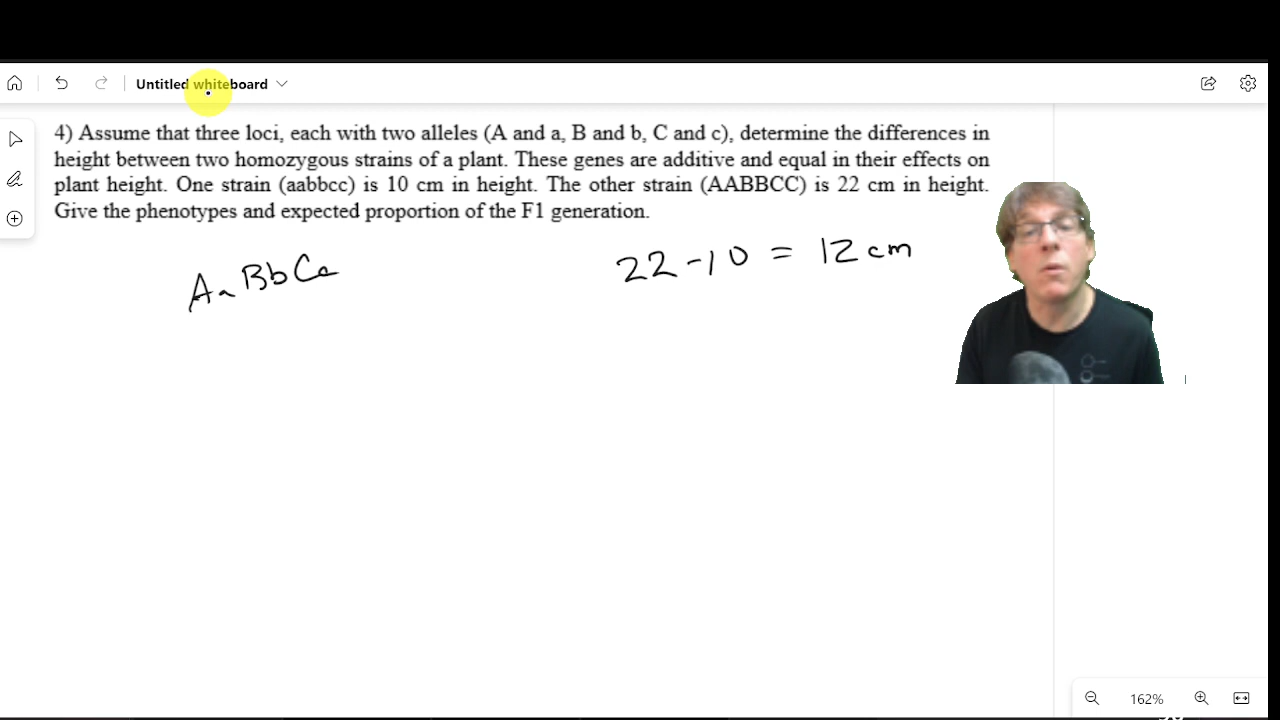 Untitled whiteboard
4) Assume that three loci, each with two alleles (A and a, B and b, C and c), determine the differences in
height between two homozygous strains of a plant. These genes are additive and equal in their effects on
plant height. One strain (aabbcc) is 10 cm in height. The other strain (AABBCC) is 22 cm in height.
Give the phenotypes and expected proportion of the F1 generation.
AaBbCc
22-10 = 12 cm
162%